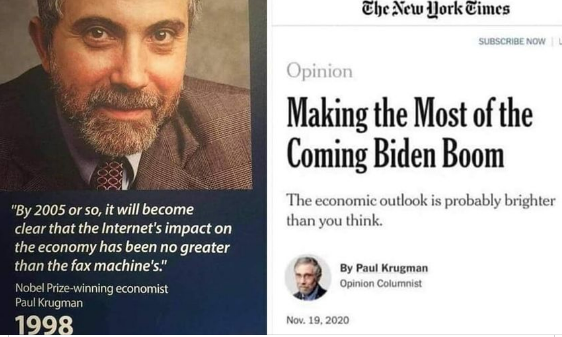 "By 2005 or so, it will become
clear that the Internet's impact on
the economy has been no greater
than the fax machine's."
Nobel Prize-winning economist
Paul Krugman
1998
The New York Times
SUBSCRIBE NOW
Opinion
Making the Most of the
Coming Biden Boom
The economic outlook is probably brighter
than you think.
By Paul Krugman
Opinion Columnist
Nov. 19, 2020